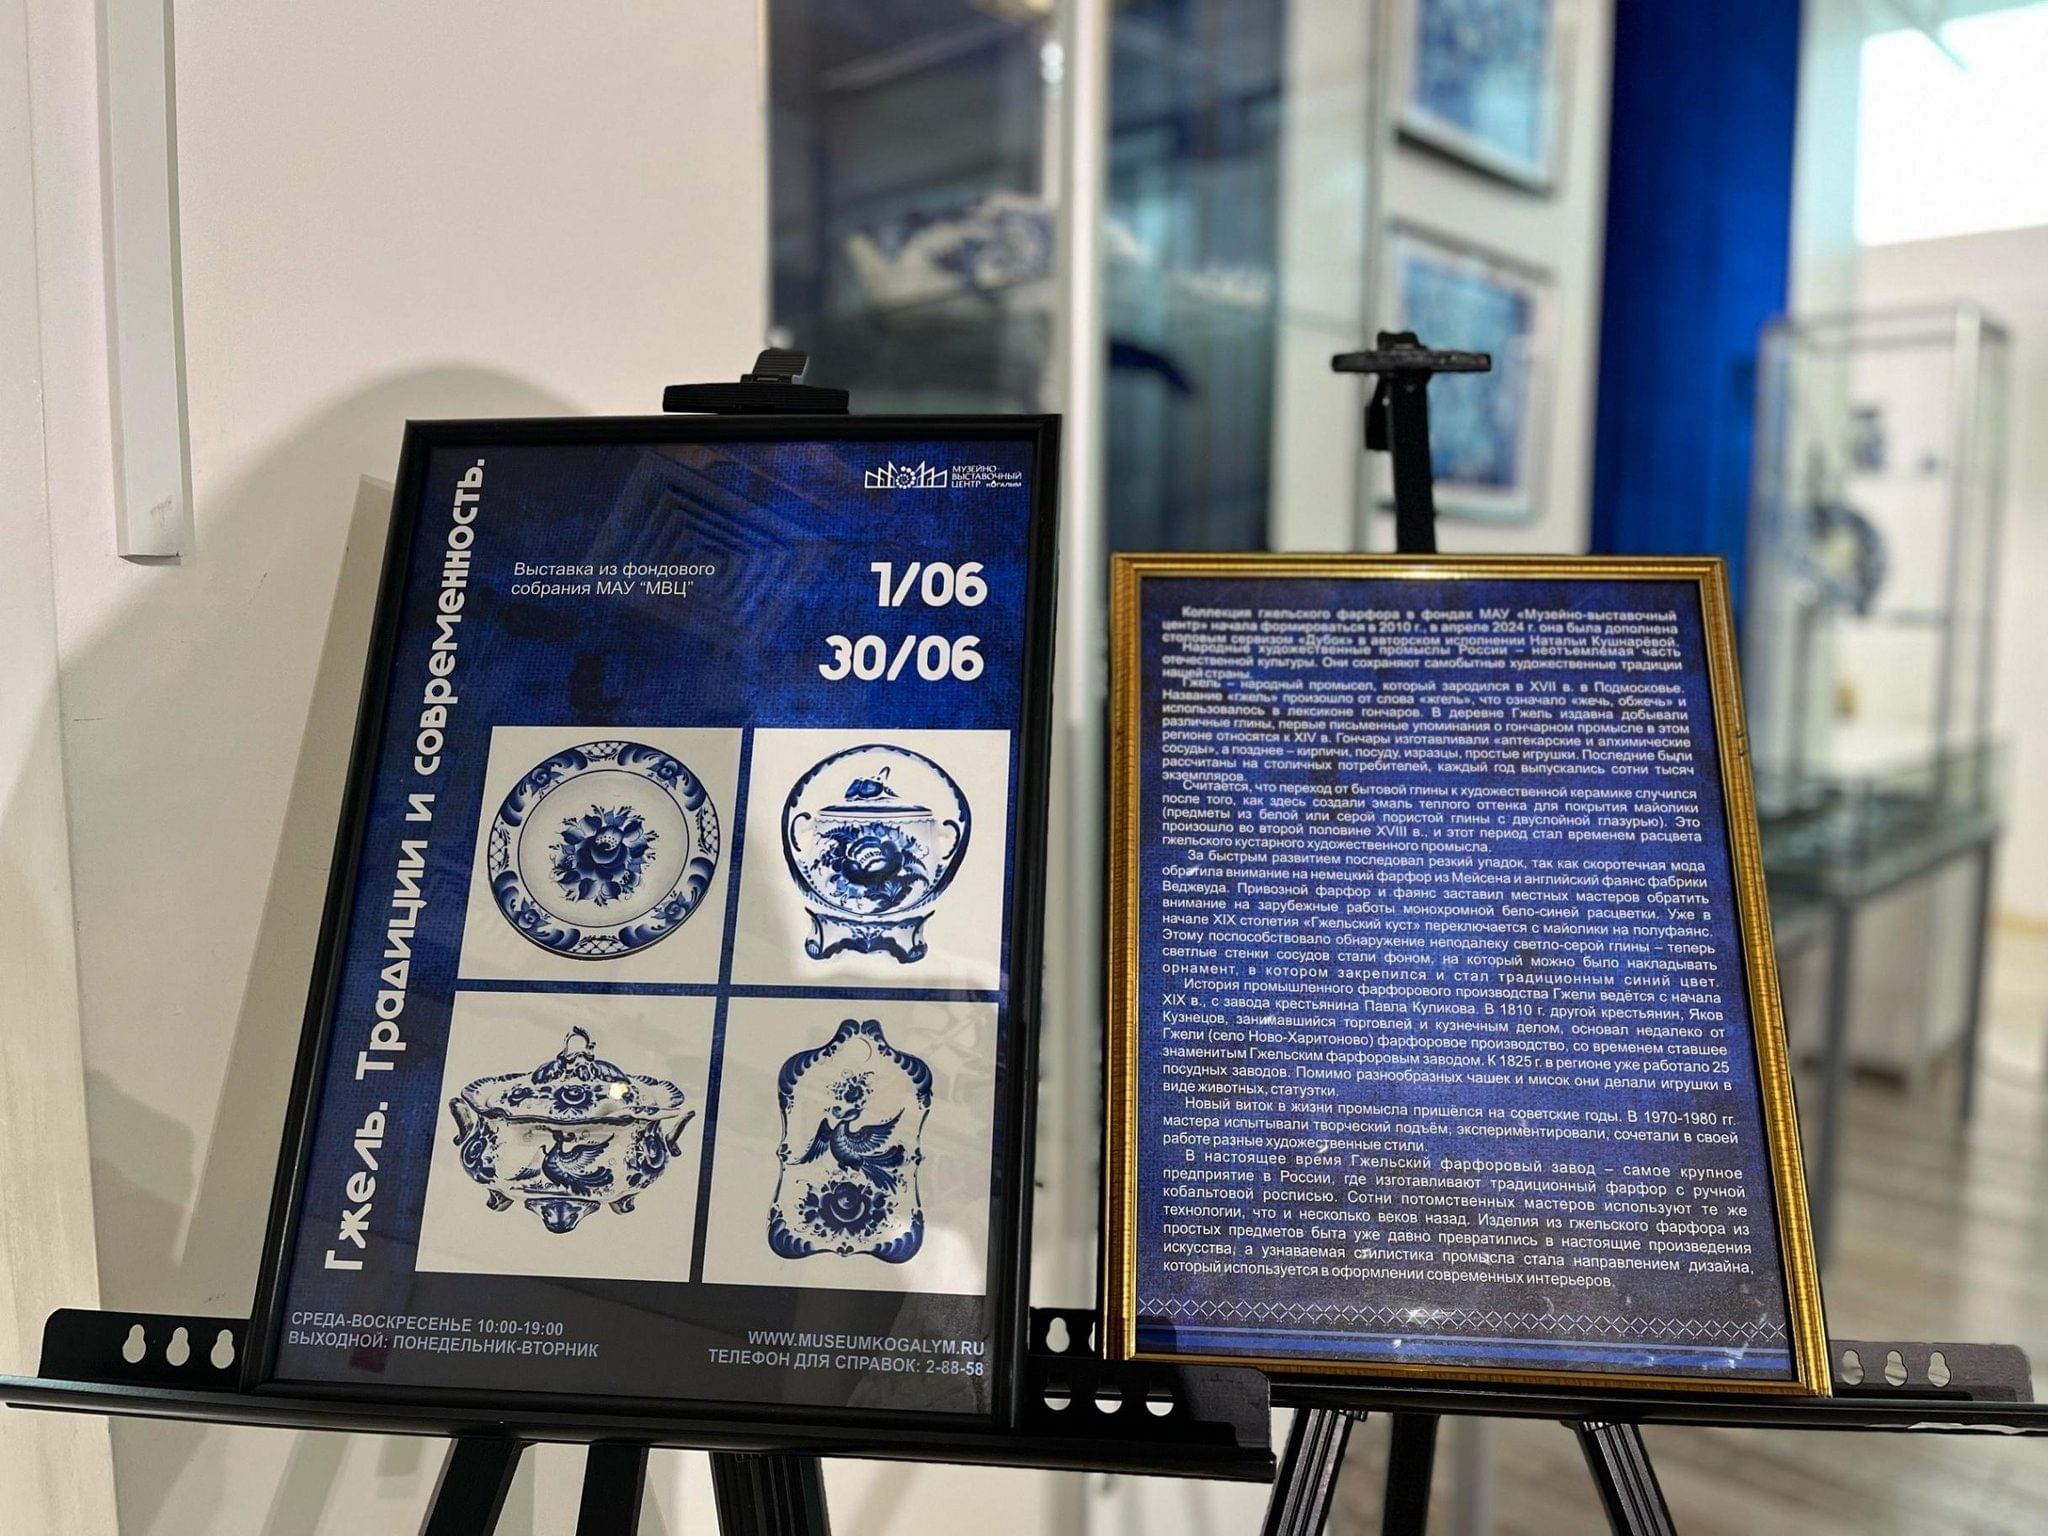 Гжель. Традиции и современность.
МУЗЕЙНО-
ВЫСТАВОЧНЫЙ
ЦЕНТР КОГАЛЫМ
Выставка из фондового
собрания МАУ "МВЦ"
1/06
30/06
СРЕДА-ВОСКРЕСЕНЬЕ 10:00-19:00
ВЫХОДНОЙ: ПОНЕДЕЛЬНИК-ВТОРНИК
WWW.MUSEUMKOGALYM.RU
ТЕЛЕФОН ДЛЯ СПРАВОК: 2-88-58
Коллекция гжельского фарфора в фондах МАУ «Музейно-выставочный
центр» начала формироваться в 2010 г., в апреле 2024 г. она была дополнена
столовым сервизом «Дубок» в авторском исполнении Натальи Кушнарёвой.
Народные художественные промыслы России – неотъемлемая часть
отечественной культуры. Они сохраняют самобытные художественные традиции
нашей страны.
Гжель – народный промысел, который зародился в XVII в. в Подмосковье.
Название «гжель» произошло от слова «жгель», что означало «жечь, обжечь» и
использовалось в лексиконе гончаров. В деревне Гжель издавна добывали
различные глины, первые письменные упоминания о гончарном промысле в этом
регионе относятся к XIV в. Гончары изготавливали «аптекарские и алхимические
сосуды», а позднее – кирпичи, посуду, изразцы, простые игрушки. Последние были
рассчитаны на столичных потребителей, каждый год выпускались сотни тысяч
экземпляров.
Считается, что переход от бытовой глины к художественной керамике случился
после того, как здесь создали эмаль теплого оттенка для покрытия майолики
(предметы из белой или серой пористой глины с двуслойной глазурью). Это
произошло во второй половине XVIII в., и этот период стал временем расцвета
гжельского кустарного художественного промысла.
За быстрым развитием последовал резкий упадок, так как скоротечная мода
обратила внимание на немецкий фарфор из Мейсена и английский фаянс фабрики
Веджвуда. Привозной фарфор и фаянс заставил местных мастеров обратить
внимание на зарубежные работы монохромной бело-синей расцветки. Уже в
начале XIX столетия «Гжельский куст» переключается с майолики на полуфаянс.
Этому поспособствовало обнаружение неподалеку светло-серой глины – теперь
светлые стенки сосудов стали фоном, на который можно было накладывать
орнамент, в котором закрепился и стал традиционным синий цвет.
История промышленного фарфорового производства Гжели ведётся с начала
XIX в., с завода крестьянина Павла Куликова. В 1810 г. другой крестьянин, Яков
Кузнецов, занимавшийся торговлей и кузнечным делом, основал недалеко от
Гжели (село Ново-Харитоново) фарфоровое производство, со временем ставшее
знаменитым Гжельским фарфоровым заводом. К 1825 г. в регионе уже работало 25
посудных заводов. Помимо разнообразных чашек и мисок они делали игрушки в
виде животных, статуэтки.
Новый виток в жизни промысла пришёлся на советские годы. В 1970-1980 гг.
мастера испытывали творческий подъём, экспериментировали, сочетали в своей
работе разные художественные стили.
В настоящее время Гжельский фарфоровый завод – самое крупное
предприятие в России, где изготавливают традиционный фарфор с ручной
кобальтовой росписью. Сотни потомственных мастеров используют те же
технологии, что и несколько веков назад. Изделия из гжельского фарфора из
простых предметов быта уже давно превратились в настоящие произведения
искусства, а узнаваемая стилистика промысла стала направлением дизайна,
который используется в оформлении современных интерьеров.